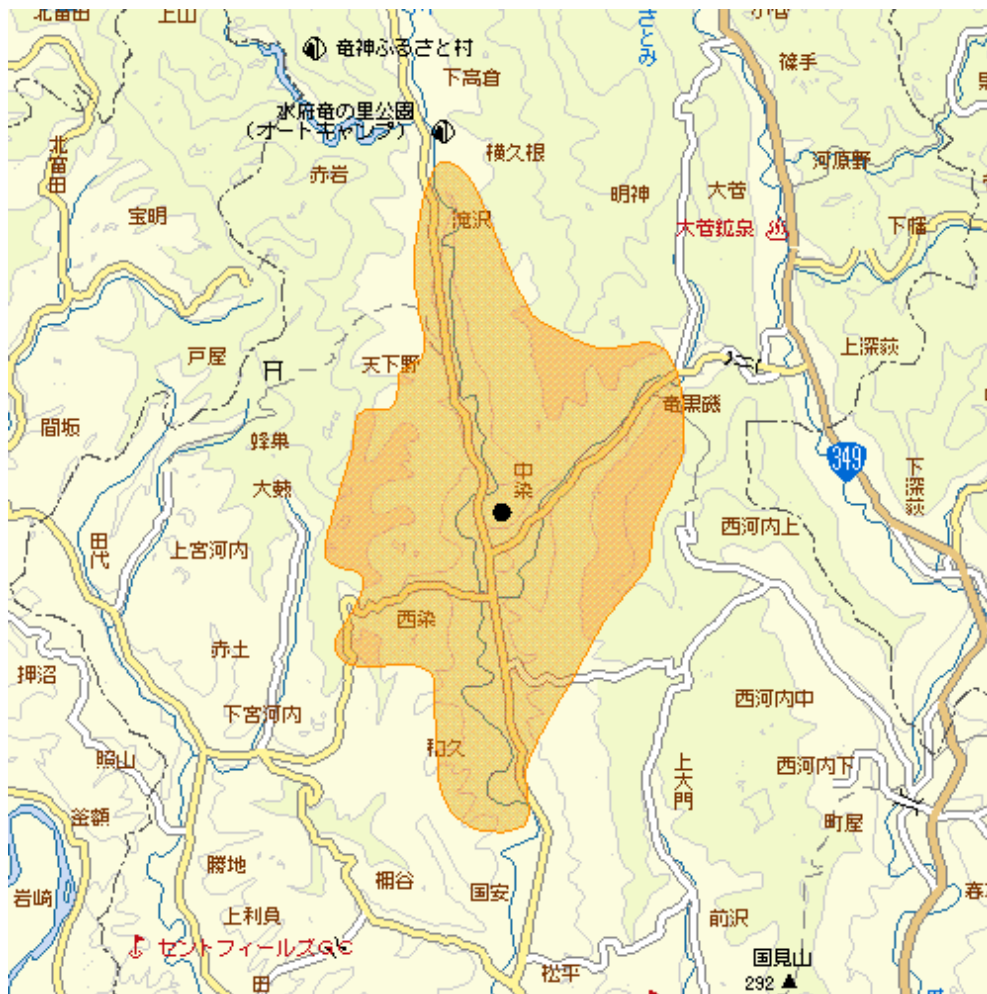 北富田
上山
竜神ふるさと村
下高倉
水府竜の里公園
(オートキャンプ)
さとみ
篠手
北富田
赤岩
横久根
明神
大菅
河原野
宝明
滝沢
大菅鉱泉
下幡
戸屋
天下野
上深荻
竜黒磯
間坂
蜂巣
中染
349
下深荻
大藪
西河内上
田代
上宮河内
西染
赤土
押沼
西河内中
下宮河内
和久
照山
上大門
西河内下
釜額
町屋
勝地
棚谷
国安
岩崎
上利員
前沢
セントフィールズGC
国見山
松平
292
田